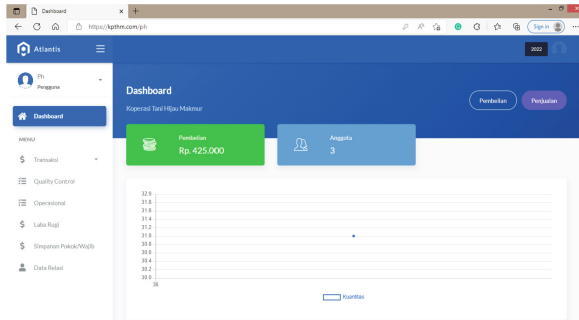 Dashboard
https://kpthm.com/ph
Sign in
Atlantis
2022
Ph
Pengguna
Dashboard
Koperasi Tani Hijau Makmur
Pembelian
Penjualan
Dashboard
MENU
Transaksi
Quality Control
Operasional
Laba Rugi
Simpanan Pokok/Wajib
Data Relasi
Pembelian
Rp. 425.000
Anggota
3
32.0
31.8
31.6
31.4
31.2
31.0
30.8
30.6
30.4
30.2
30.0
Kuantitas